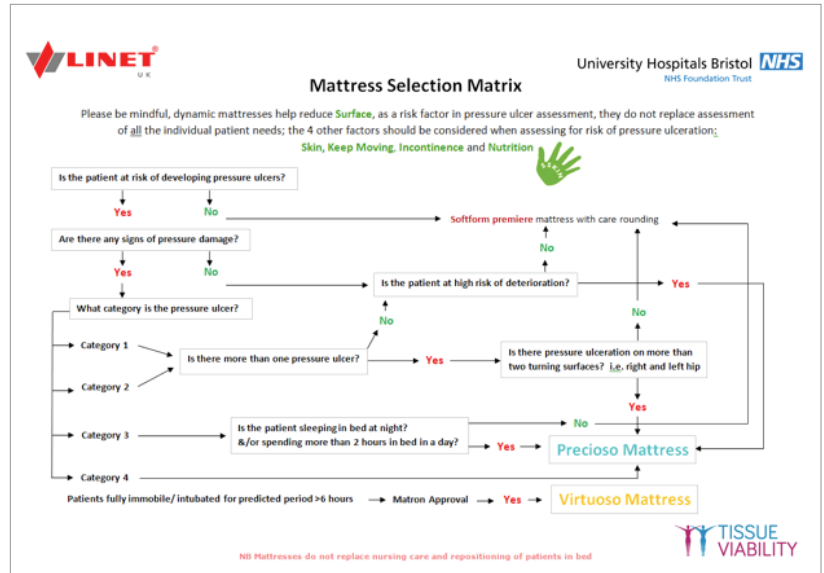 LINET®
UK
University Hospitals Bristol NHS
NHS Foundation Trust
Mattress Selection Matrix
Please be mindful, dynamic mattresses help reduce Surface, as a risk factor in pressure ulcer assessment, they do not replace assessment
of all the individual patient needs; the 4 other factors should be considered when assessing for risk of pressure ulceration:
Skin, Keep Moving, Incontinence and Nutrition
SSKIN
Is the patient at risk of developing pressure ulcers?
Yes
No
Softform premiere mattress with care rounding
Are there any signs of pressure damage?
No
Yes
No
Is the patient at high risk of deterioration?
Yes
What category is the pressure ulcer?
No
No
Category 1
Is there more than one pressure ulcer?
Yes
Is there pressure ulceration on more than
two turning surfaces? i.e. right and left hip
Category 2
Yes
Is the patient sleeping in bed at night?
&/or spending more than 2 hours in bed in a day?
No
Category 3
Yes
Precioso Mattress
Category 4
Patients fully immobile/ intubated for predicted period >6 hours
Matron Approval
Yes
Virtuoso Mattress
TISSUE
VIABILITY
NB Mattresses do not replace nursing care and repositioning of patients in bed